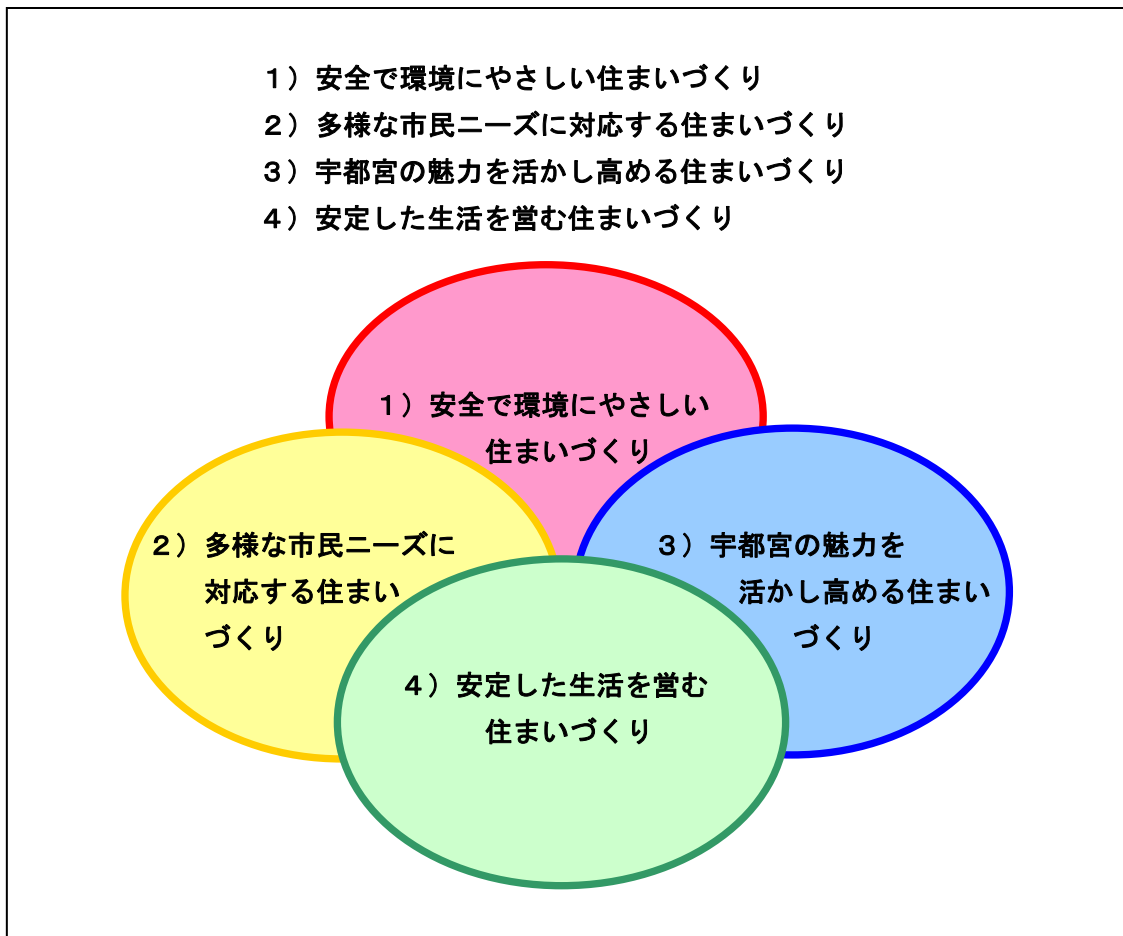 １）安全で環境にやさしい住まいづくり
２）多様な市民ニーズに対応する住まいづくり
３）宇都宮の魅力を活かし高める住まいづくり
４）安定した生活を営む住まいづくり
１）安全で環境にやさしい
住まいづくり
２）多様な市民ニーズに
対応する住まい
づくり
３）宇都宮の魅力を
活かし高める住まい
づくり
４）安定した生活を営む
住まいづくり